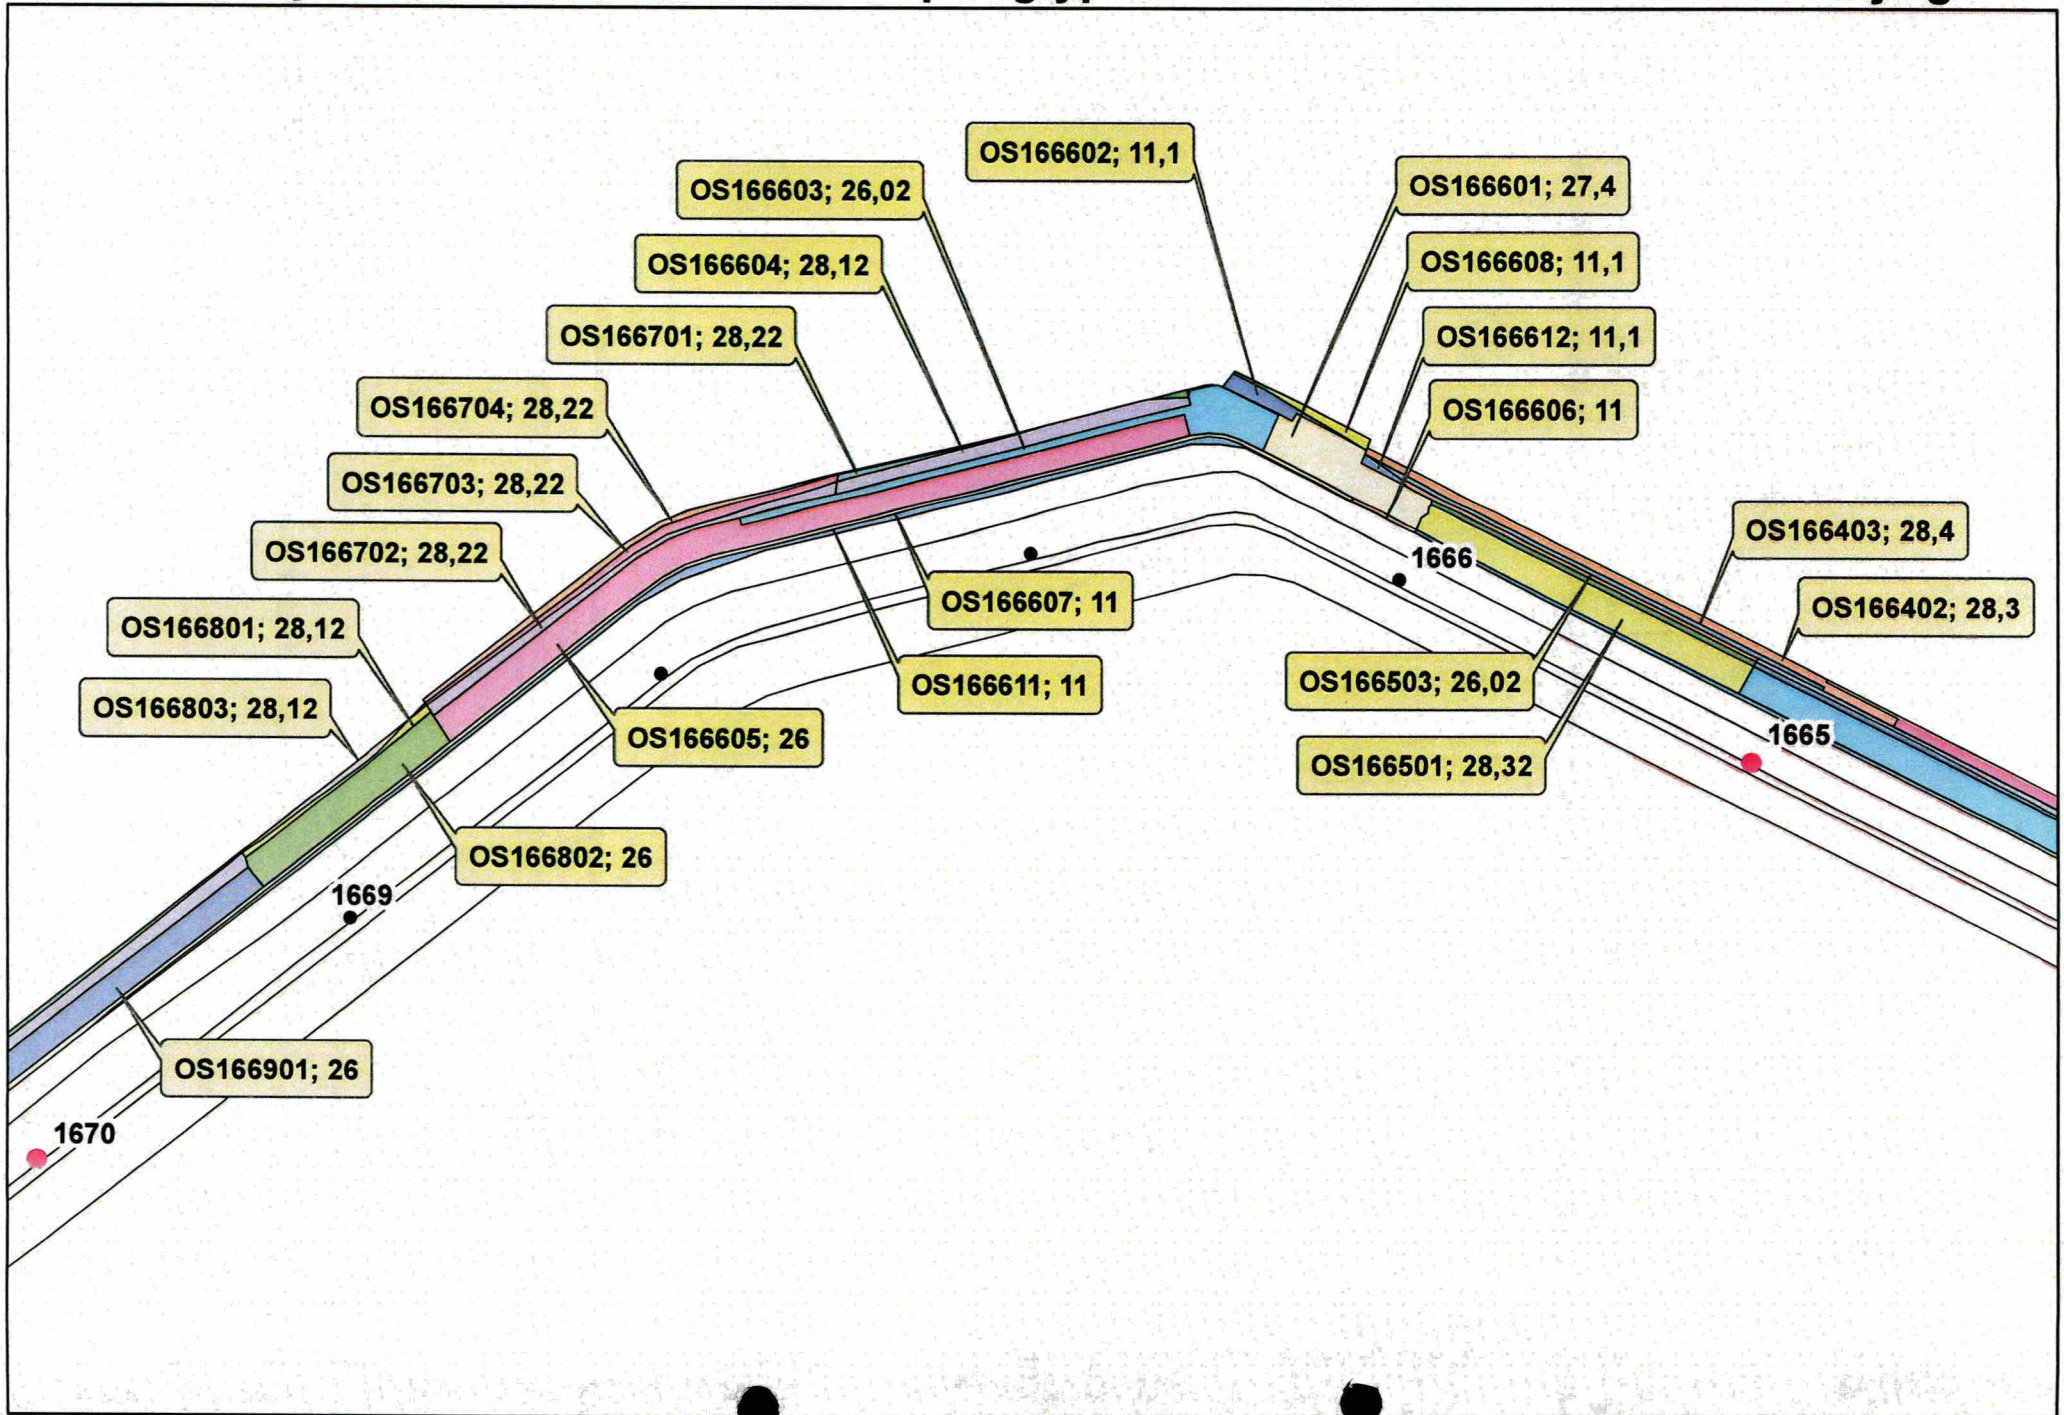 OS166602; 11,1
OS166603; 26,02
OS166601; 27,4
OS166604; 28,12
OS166608; 11,1
OS166701; 28,22
OS166612; 11,1
OS166704; 28,22
OS166606; 11
OS166703; 28,22
OS166403; 28,4
OS166702; 28,22
1666
OS166607; 11
OS166402; 28,3
OS166801; 28,12
OS166611; 11
OS166503; 26,02
OS166803; 28,12
OS166605; 26
1665
OS166501; 28,32
OS166802; 26
1669
OS166901; 26
1670